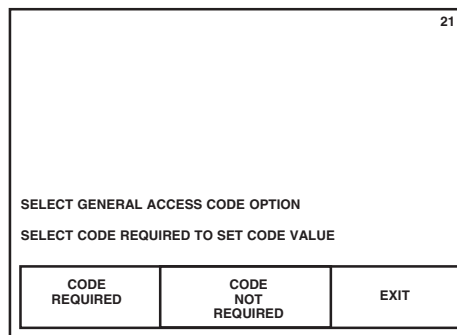 21
SELECT GENERAL ACCESS CODE OPTION
SELECT CODE REQUIRED TO SET CODE VALUE
CODE
REQUIRED
CODE
NOT
REQUIRED
EXIT